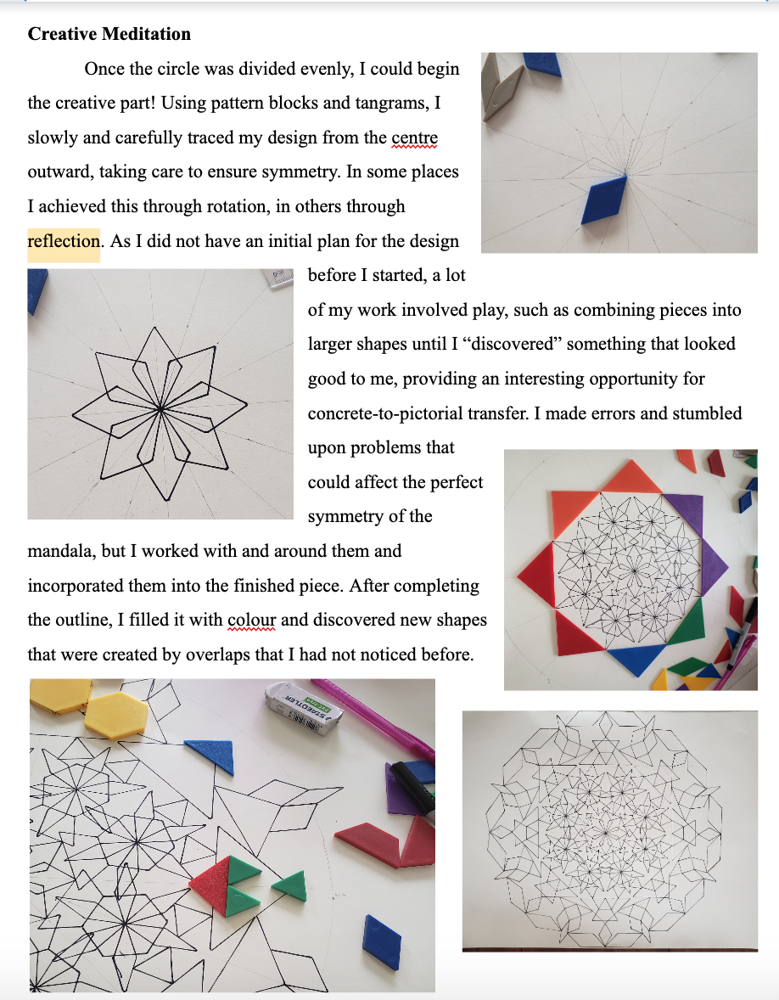 Creative Meditation
Once the circle was divided evenly, I could begin
the creative part! Using pattern blocks and tangrams, I
slowly and carefully traced my design from the centre
outward, taking care to ensure symmetry. In some places
I achieved this through rotation, in others through
reflection. As I did not have an initial plan for the design
before I started, a lot
of my work involved play, such as combining pieces into
larger shapes until I “discovered” something that looked
good to me, providing an interesting opportunity for
concrete-to-pictorial transfer. I made errors and stumbled
upon problems that
could affect the perfect
symmetry of the
mandala, but I worked with and around them and
incorporated them into the finished piece. After completing
the outline, I filled it with colour and discovered new shapes
that were created by overlaps that I had not noticed before.
STAEDTLER